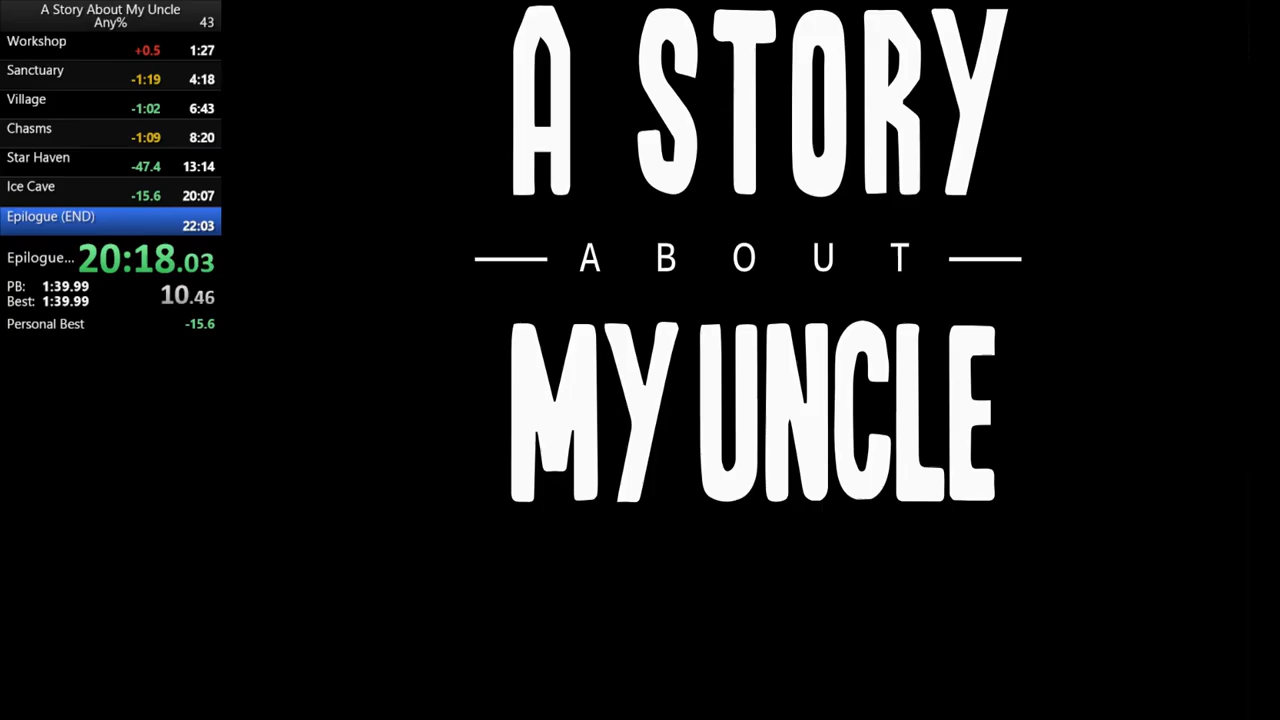 A Story About My Uncle
Any% 43
Workshop +0.5 1:27
Sanctuary -1:19 4:18
Village -1:02 6:43
Chasms -1:09 8:20
Star Haven -47.4 13:14
Ice Cave -15.6 20:07
Epilogue (END) 22:03
Epilogue... 20:18.03
PB: 1:39.99 10.46
Best: 1:39.99
Personal Best -15.6
A STORY
ABOUT
MY UNCLE